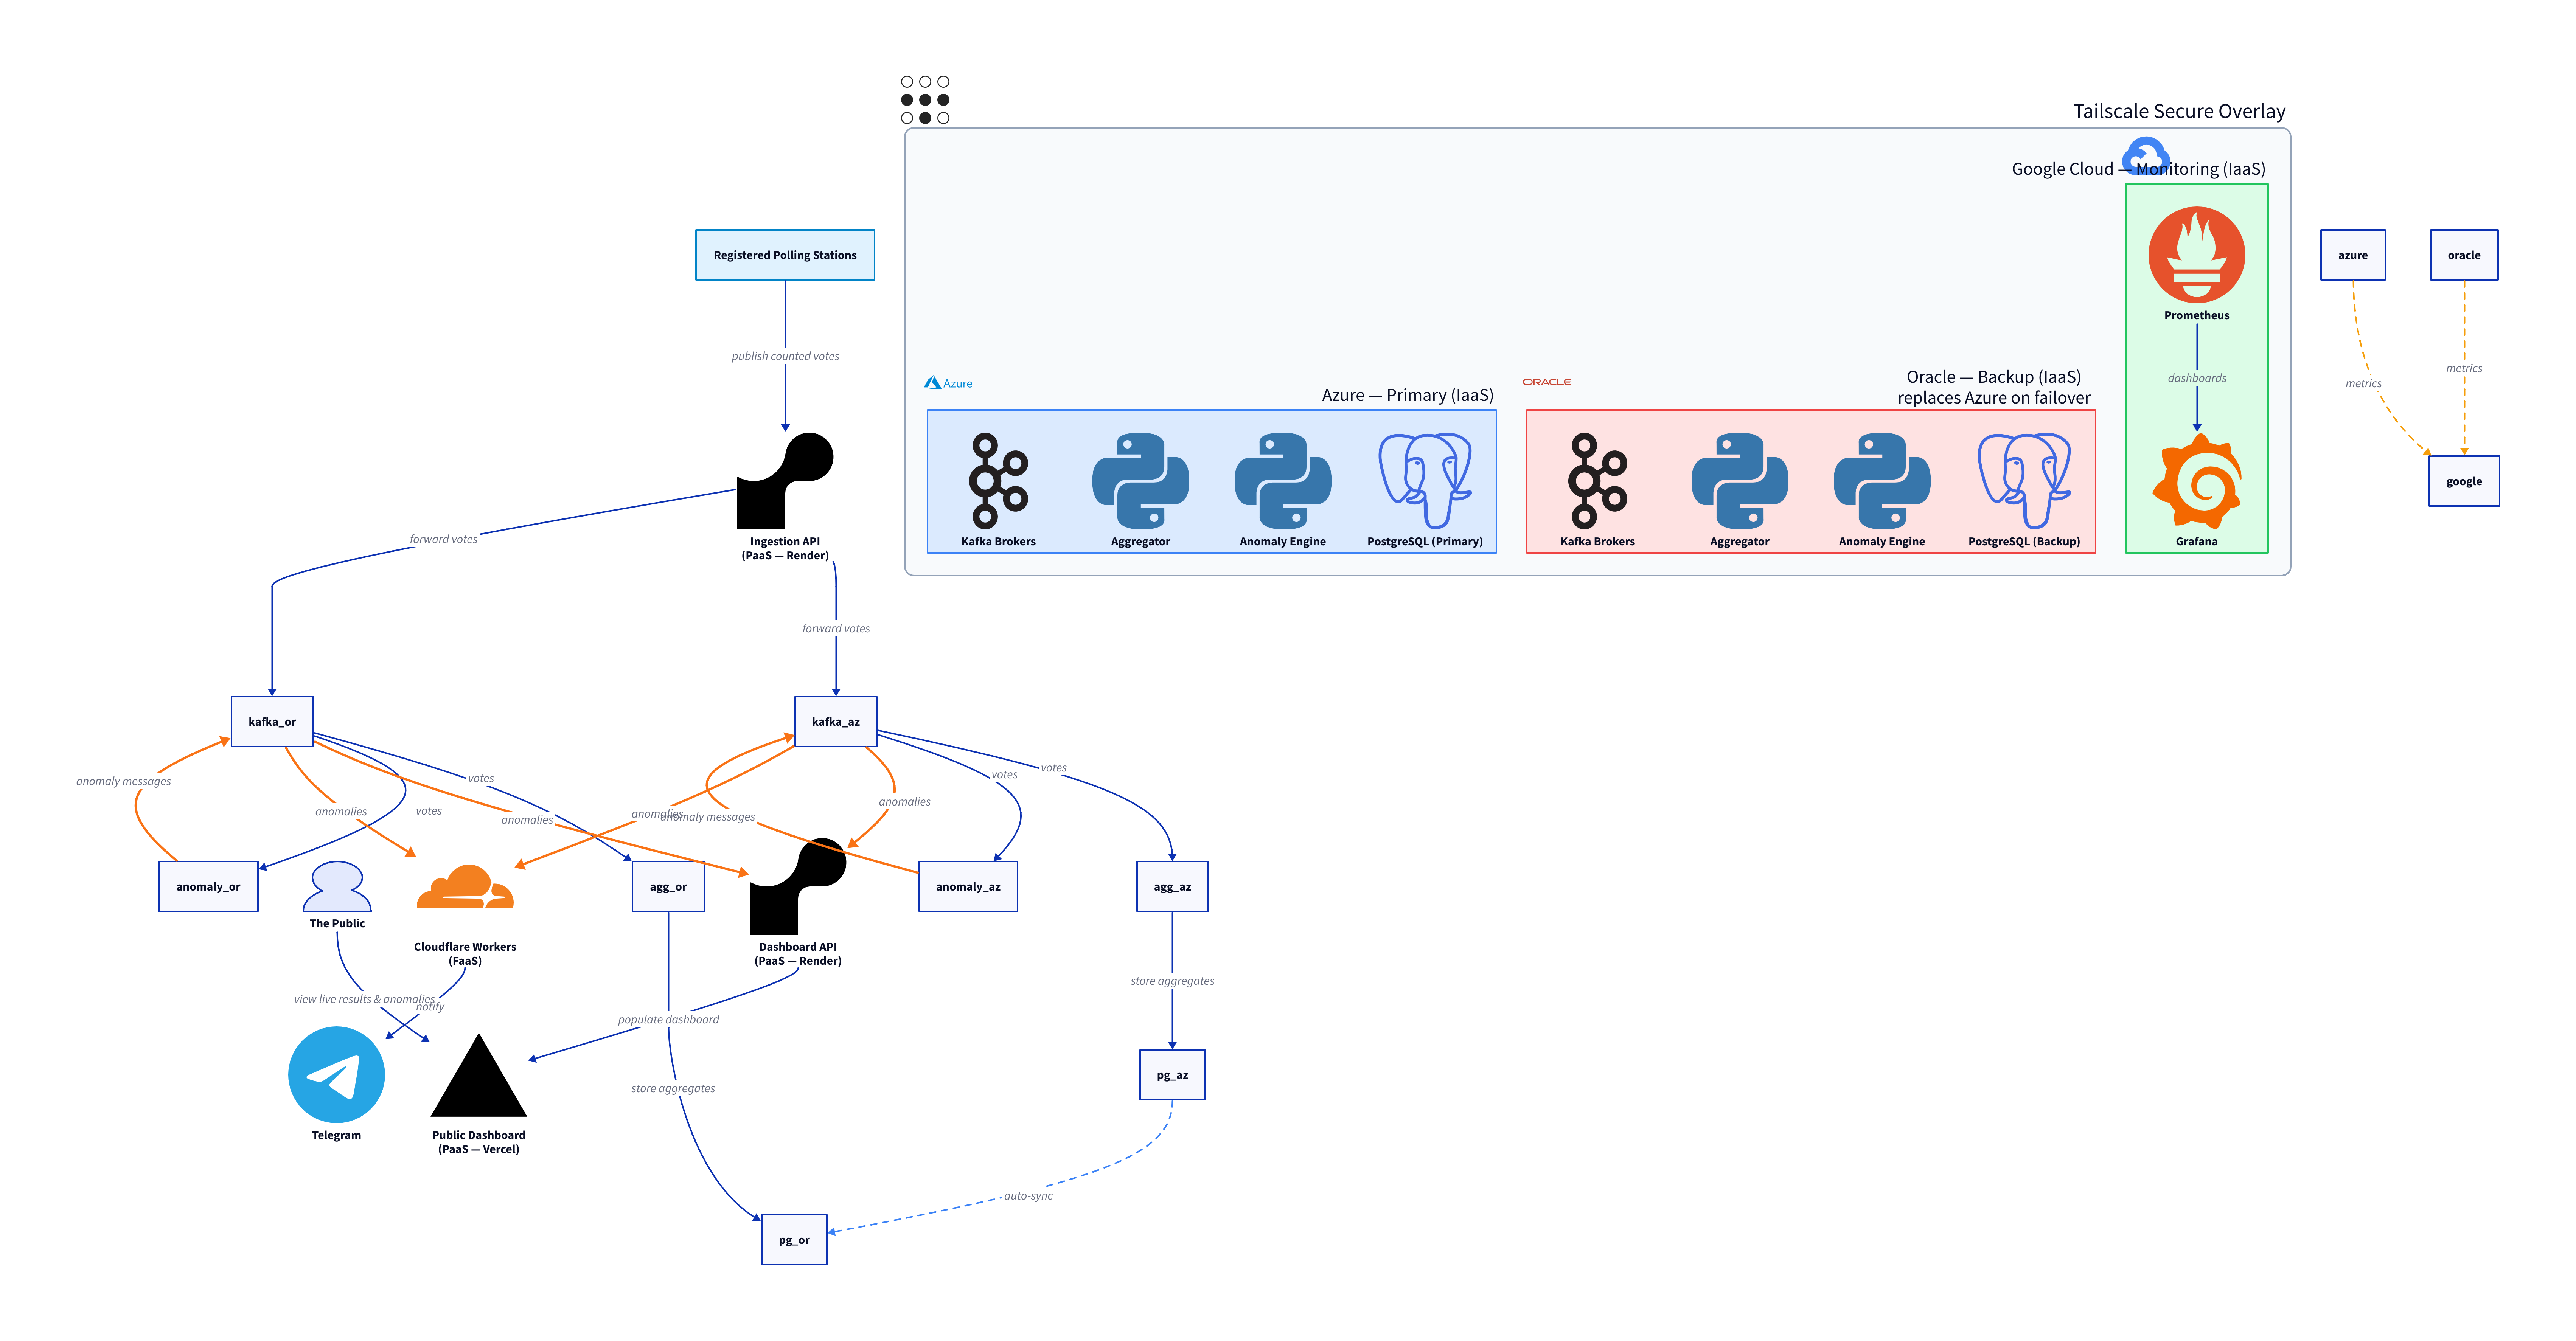 Tailscale Secure Overlay
Google Cloud — Monitoring (IaaS)
Registered Polling Stations
azure
oracle
Prometheus
publish counted votes
metrics
metrics
dashboards
Azure
Azure — Primary (IaaS)
ORACLE
Oracle — Backup (IaaS)
replaces Azure on failover
google
Ingestion API
(PaaS — Render)
Kafka Brokers
Aggregator
Anomaly Engine
PostgreSQL (Primary)
Kafka Brokers
Aggregator
Anomaly Engine
PostgreSQL (Backup)
Grafana
forward votes
forward votes
kafka_or
kafka_az
anomaly messages
votes
votes
votes
anomalies
votes
anomalies
anomalies
anomaly messages
anomalies
anomaly_or
The Public
Cloudflare Workers
(FaaS)
agg_or
Dashboard API
(PaaS — Render)
anomaly_az
agg_az
view live results & anomalies
notify
populate dashboard
store aggregates
store aggregates
pg_az
Telegram
Public Dashboard
(PaaS — Vercel)
auto-sync
pg_or